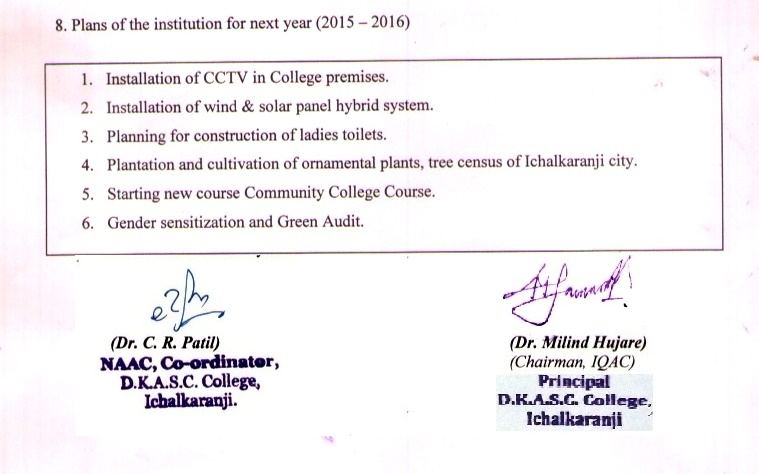 8. Plans of the institution for next year (2015 – 2016)
1. Installation of CCTV in College premises.
2. Installation of wind & solar panel hybrid system.
3. Planning for construction of ladies toilets.
4. Plantation and cultivation of ornamental plants, tree census of Ichalkaranji city.
5. Starting new course Community College Course.
6. Gender sensitization and Green Audit.
(Dr. C. R. Patil)
NAAC, Co-ordinator,
D.K.A.S.C. College,
Ichalkaranji.
(Dr. Milind Hujare)
(Chairman, IQAC)
Principal
D.K.A.S.C. College,
Ichalkaranji